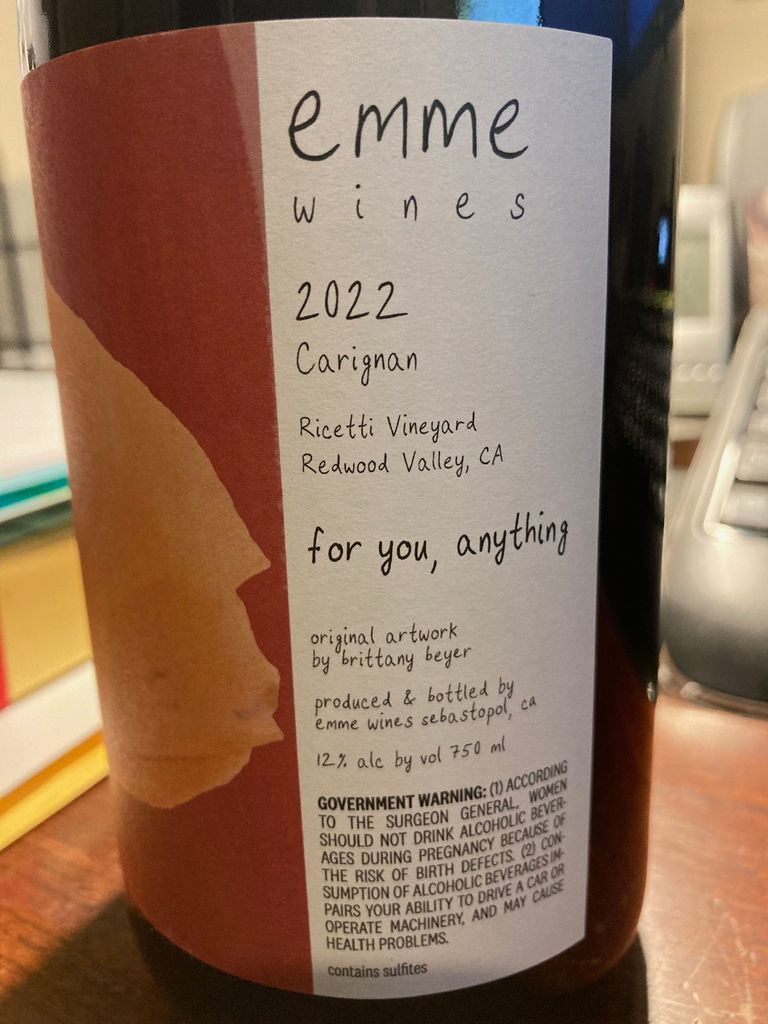 emme
wines
2022
Carignan
Ricetti Vineyard
Redwood Valley, CA
for you, anything
original artwork
by brittany beyer
produced & bottled by
emme wines sebastopol, ca
12% alc by vol 750 ml
GOVERNMENT WARNING: (1) ACCORDING
TO THE SURGEON GENERAL, WOMEN
SHOULD NOT DRINK ALCOHOLIC BEVER-
AGES DURING PREGNANCY BECAUSE OF
THE RISK OF BIRTH DEFECTS. (2) CON-
SUMPTION OF ALCOHOLIC BEVERAGES IM-
PAIRS YOUR ABILITY TO DRIVE A CAR OR
OPERATE MACHINERY, AND MAY CAUSE
HEALTH PROBLEMS.
contains sulfites